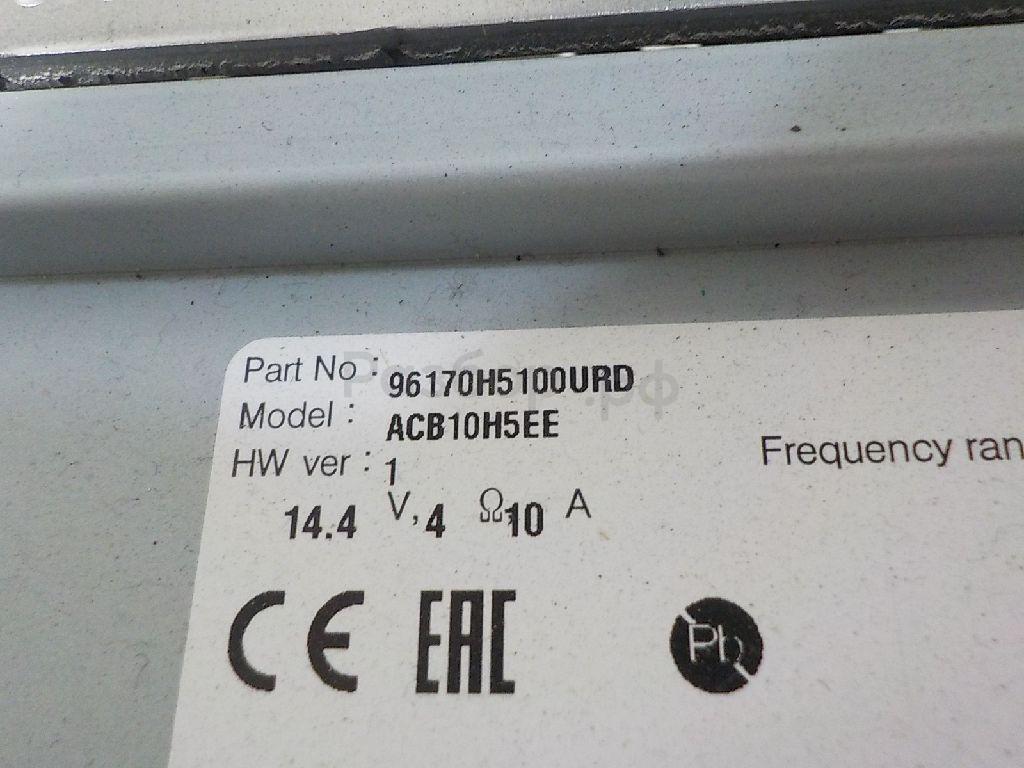 Part No : 96170H5100URD
Model : ACB10H5EE
HW ver : 1
14.4 V, 4 Ω, 10 A
Frequency ran
CE EAC Pb